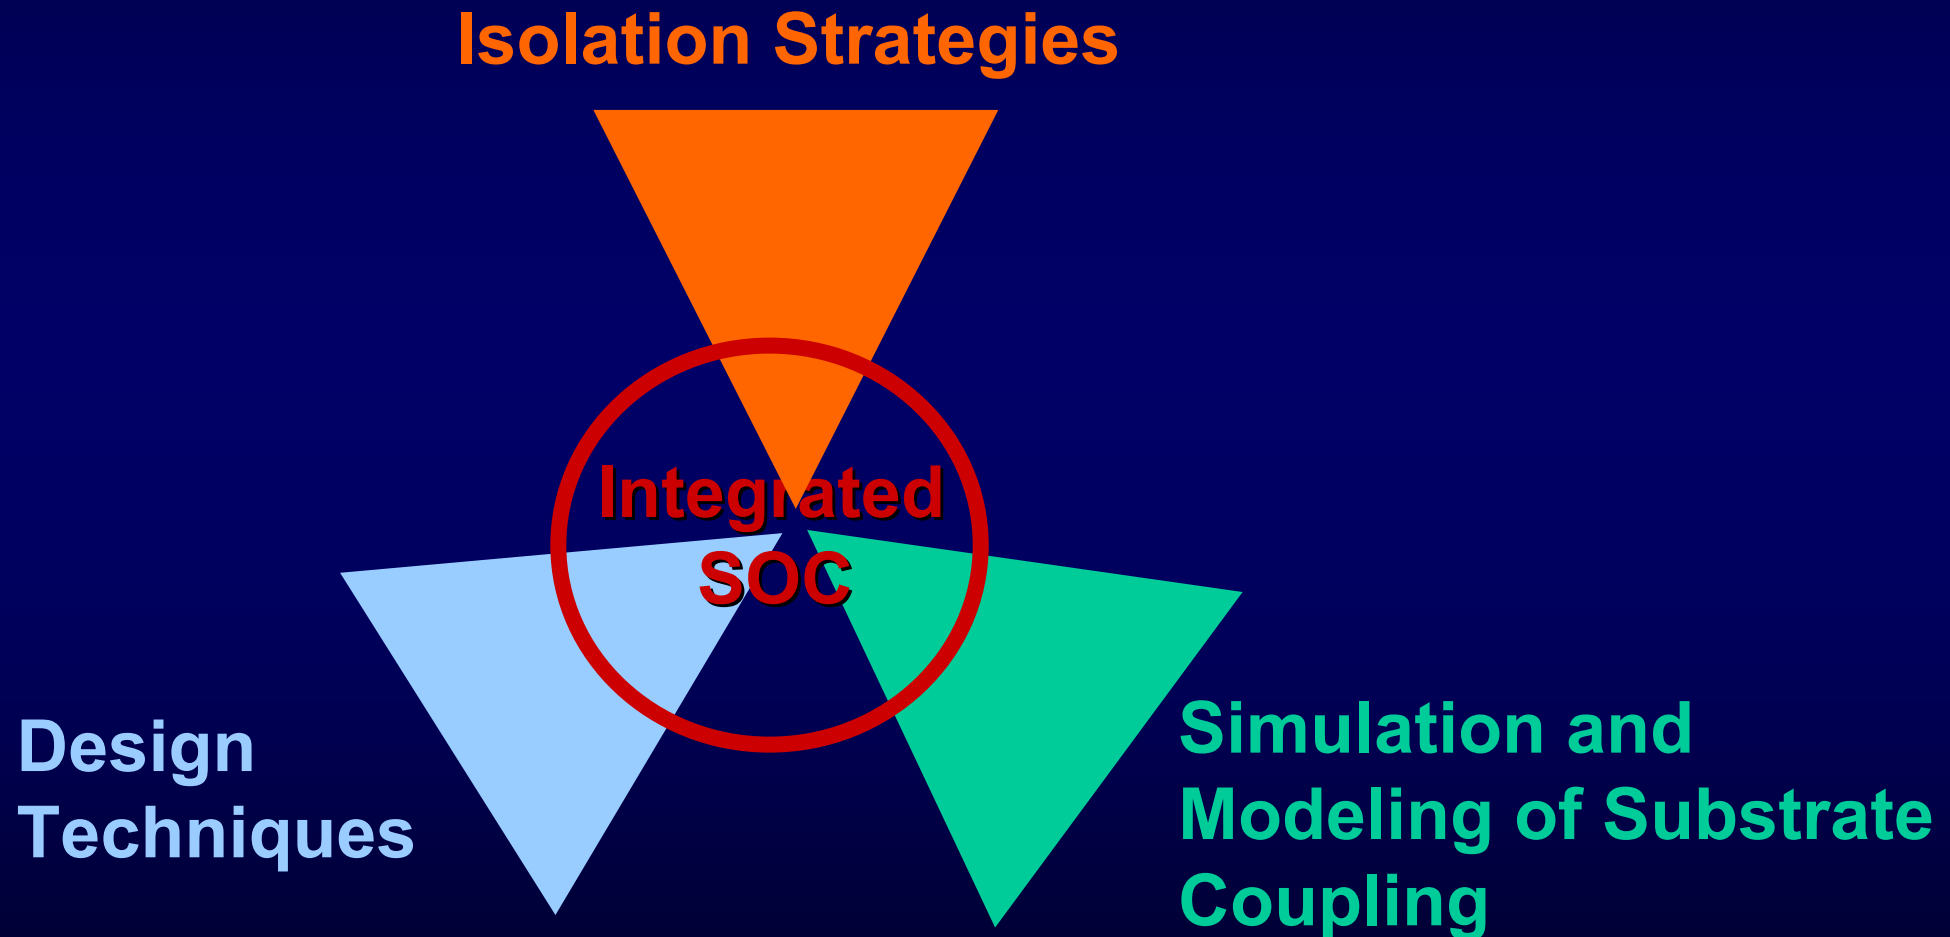 Isolation Strategies
Integrated
SOC
Design
Techniques
Simulation and
Modeling of Substrate
Coupling